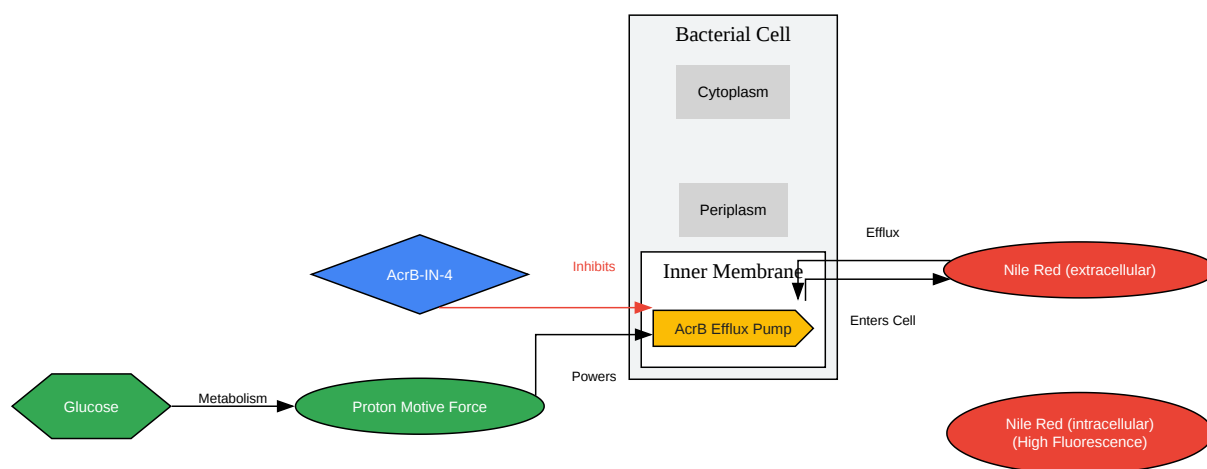 Bacterial Cell
Cytoplasm
Periplasm
Efflux
AcrB-IN-4
Inhibits
Inner Membrane
Nile Red (extracellular)
Enters Cell
AcrB Efflux Pump
Powers
Metabolism
Glucose
Proton Motive Force
Nile Red (intracellular)
(High Fluorescence)